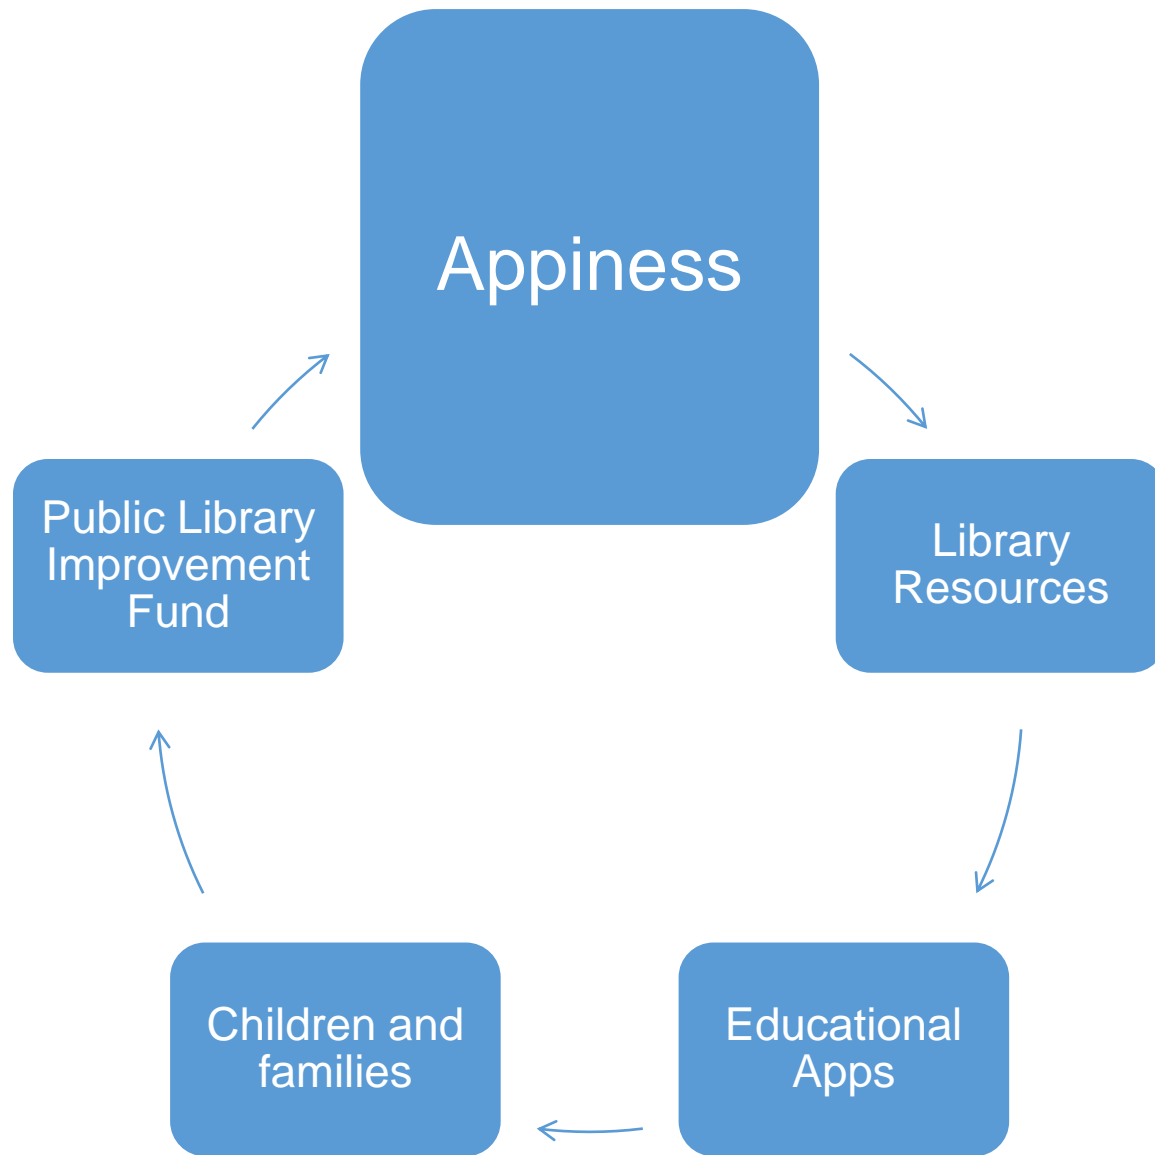 Appiness
Library
Resources
Educational
Apps
Children and
families
Public Library
Improvement
Fund